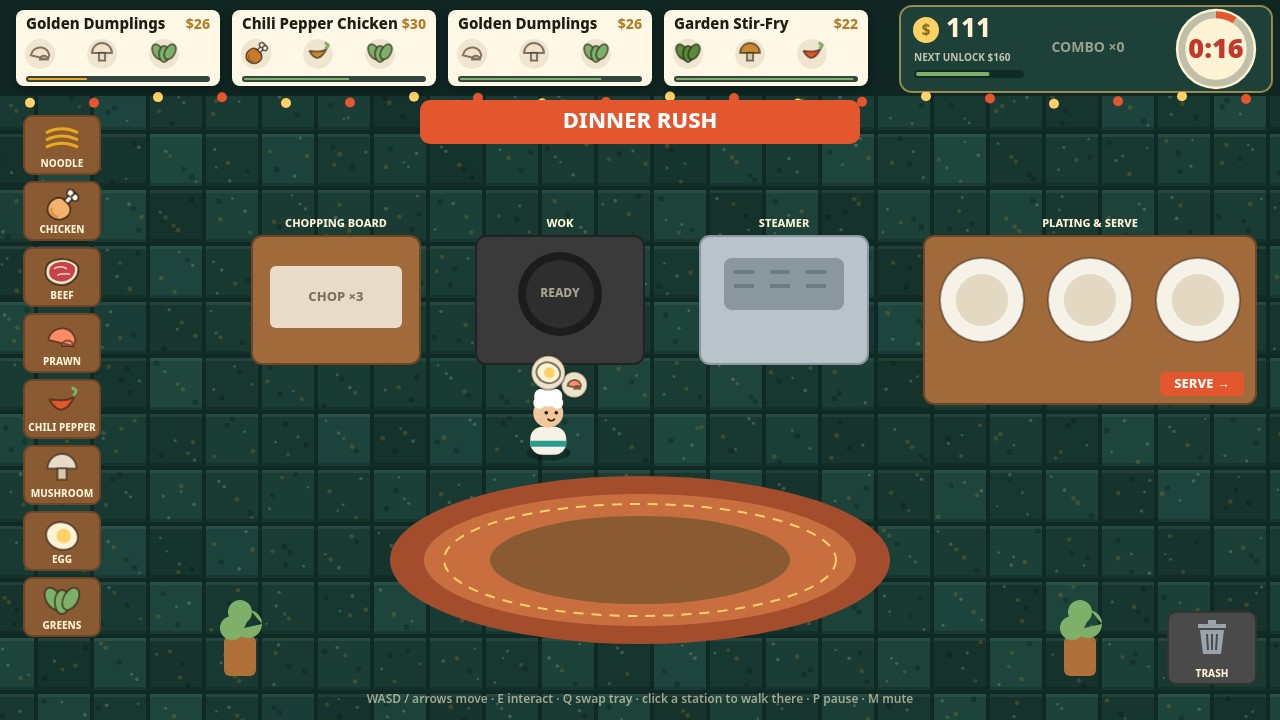 Golden Dumplings $26
Chili Pepper Chicken $30
Golden Dumplings $26
Garden Stir-Fry $22
$ 111
NEXT UNLOCK $160
COMBO ×0
0:16
DINNER RUSH
NOODLE
CHICKEN
BEEF
PRAWN
CHILI PEPPER
MUSHROOM
EGG
GREENS
CHOPPING BOARD
CHOP ×3
WOK
READY
STEAMER
PLATING & SERVE
SERVE →
TRASH
WASD / arrows move · E interact · Q swap tray · click a station to walk there · P pause · M mute